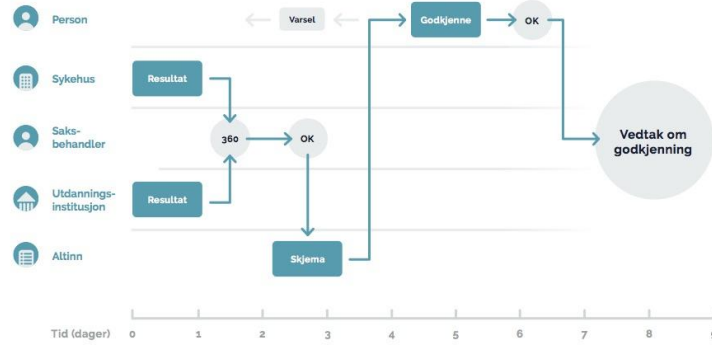 Person
Varsel
Godkjenne
OK
Sykehus
Resultat
Saks-
behandler
360
OK
Vedtak om
godkjenning
Utdannings-
institusjon
Resultat
Altinn
Skjema
Tid (dager) 0 1 2 3 4 5 6 7 8 9